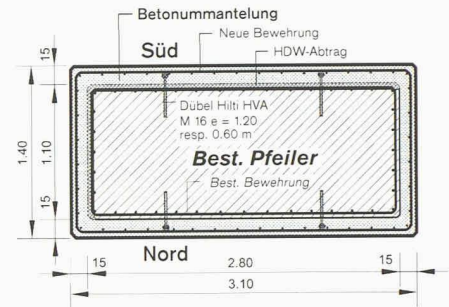 Betonummantelung
Neue Bewehrung
Süd
HDW-Abtrag
15
Dübel Hilti HVA
M 16 e = 1.20
resp. 0.60 m
1.40
1.10
Best. Pfeiler
Best. Bewehrung
15
Nord
15
2.80
15
3.10